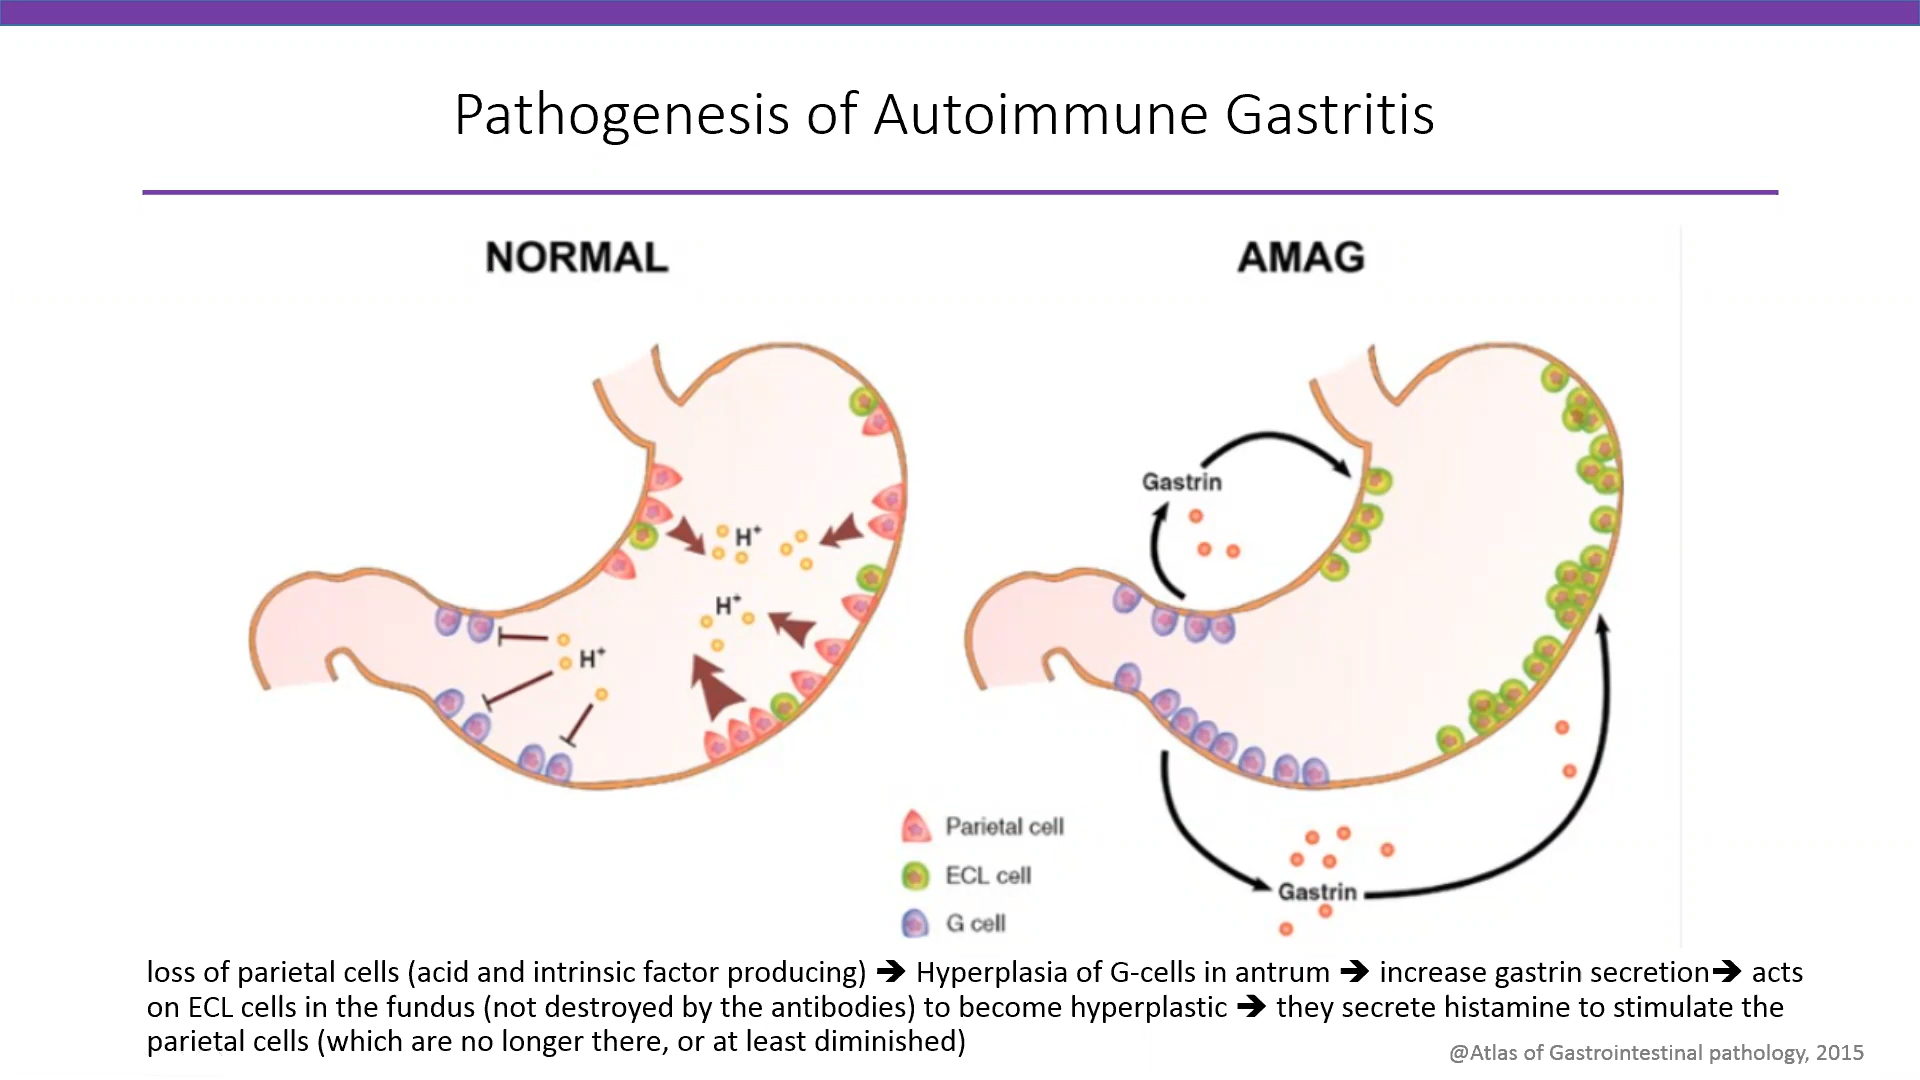 Pathogenesis of Autoimmune Gastritis
NORMAL
AMAG
Gastrin
H⁺
H⁺
H⁺
Parietal cell
ECL cell
G cell
Gastrin
loss of parietal cells (acid and intrinsic factor producing) ➔ Hyperplasia of G-cells in antrum ➔ increase gastrin secretion➔ acts
on ECL cells in the fundus (not destroyed by the antibodies) to become hyperplastic ➔ they secrete histamine to stimulate the
parietal cells (which are no longer there, or at least diminished)
@Atlas of Gastrointestinal pathology, 2015